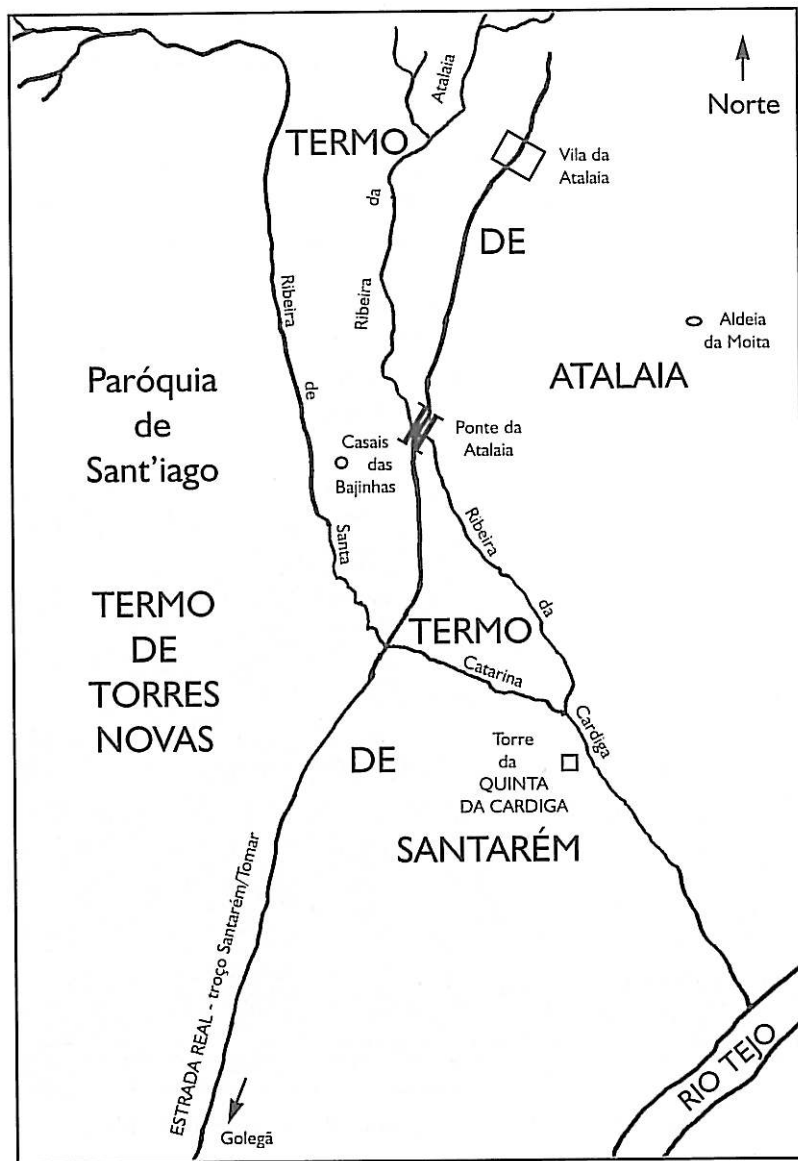 Norte
Atalaia
TERMO
Vila da
Atalaia
da
DE
Ribeira
Ribeira
Aldeia
da Moita
ATALAIA
Paróquia
de
Sant'iago
de
Casais
das
Bajinhas
Ponte da
Atalaia
Santa
Ribeira
da
TERMO
DE
TORRES
NOVAS
TERMO
Catarina
Cardiga
DE
Torre
da
QUINTA
DA CARDIGA
SANTARÉM
ESTRADA REAL - troço Santarém/Tomar
RIO TEJO
Golegã